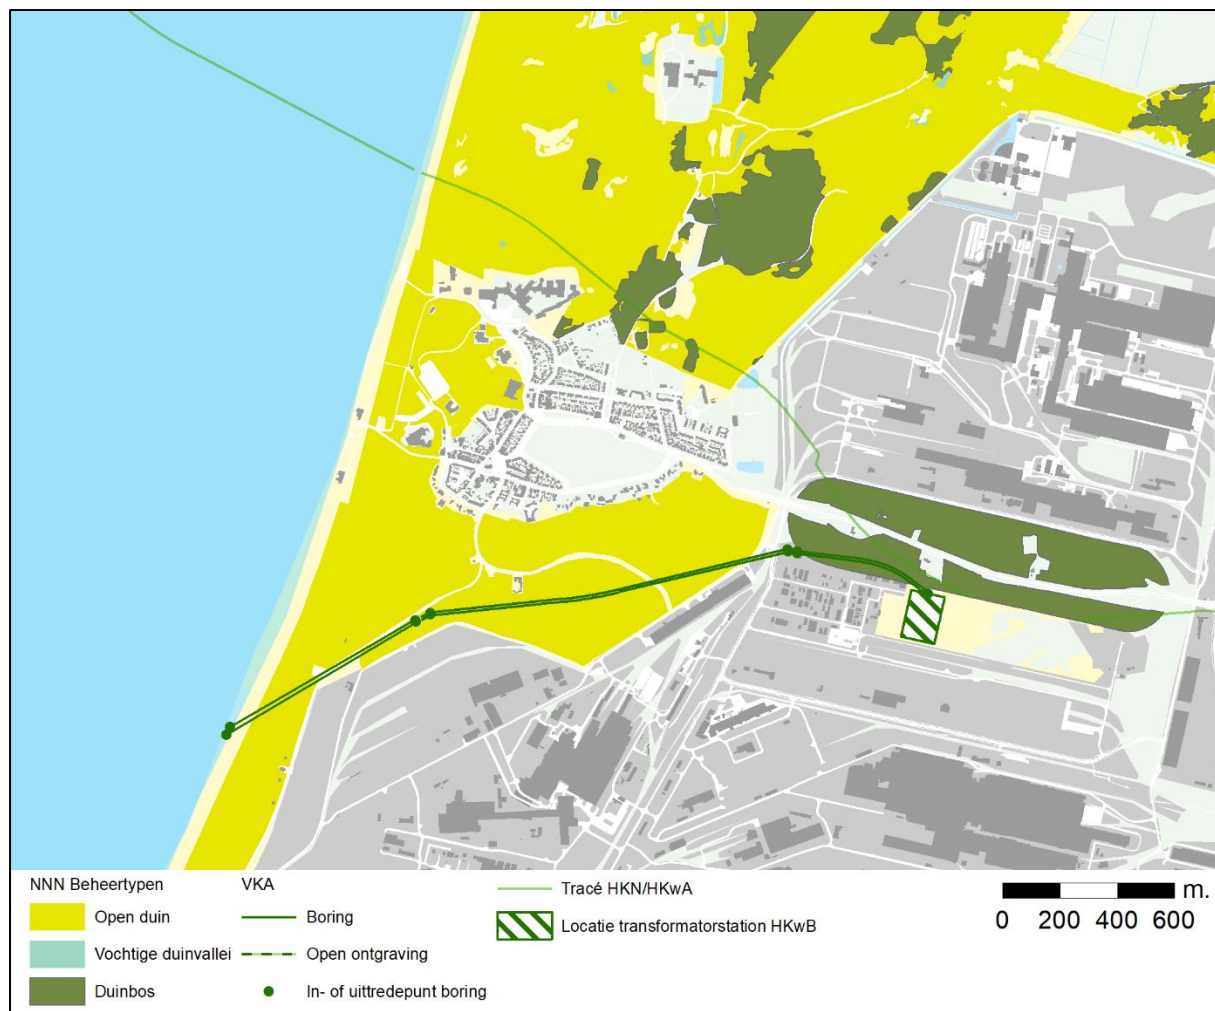 NNN Beheertypen
Open duin
Vochtige duinvallei
Duinbos
VKA
Boring
Open ontgraving
In- of uittredepunt boring
Tracé HKN/HKwA
Locatie transformatorstation HKwB
m.
0 200 400 600